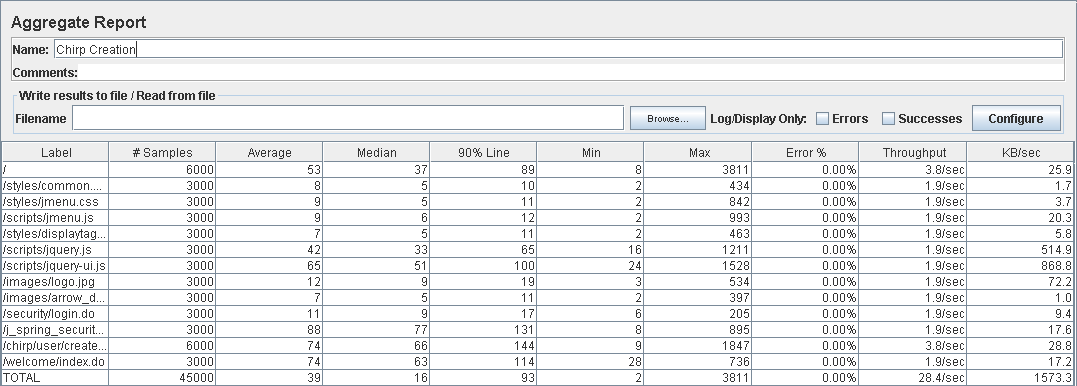 Aggregate Report
Name: Chirp Creation
Comments:
Write results to file / Read from file
Filename Browse... Log/Display Only: Errors Successes Configure
Label # Samples Average Median 90% Line Min Max Error % Throughput KB/sec
/ 6000 53 37 89 8 3811 0.00% 3.8/sec 25.9
/styles/common.... 3000 8 5 10 2 434 0.00% 1.9/sec 1.7
/styles/jmenu.css 3000 9 5 11 2 842 0.00% 1.9/sec 3.7
/scripts/jmenu.js 3000 9 6 12 2 993 0.00% 1.9/sec 20.3
/styles/displaytag... 3000 7 5 11 2 463 0.00% 1.9/sec 5.8
/scripts/jquery.js 3000 42 33 65 16 1211 0.00% 1.9/sec 514.9
/scripts/jquery-ui.js 3000 65 51 100 24 1528 0.00% 1.9/sec 868.8
/images/logo.jpg 3000 12 9 19 3 534 0.00% 1.9/sec 72.2
/images/arrow_d... 3000 7 5 11 2 397 0.00% 1.9/sec 1.0
/security/login.do 3000 11 9 17 6 205 0.00% 1.9/sec 9.4
/j_spring_securit... 3000 88 77 131 8 895 0.00% 1.9/sec 17.6
/chirp/user/create... 6000 74 66 144 9 1847 0.00% 3.8/sec 28.8
/welcome/index.do 3000 74 63 114 28 736 0.00% 1.9/sec 17.2
TOTAL 45000 39 16 93 2 3811 0.00% 28.4/sec 1573.3